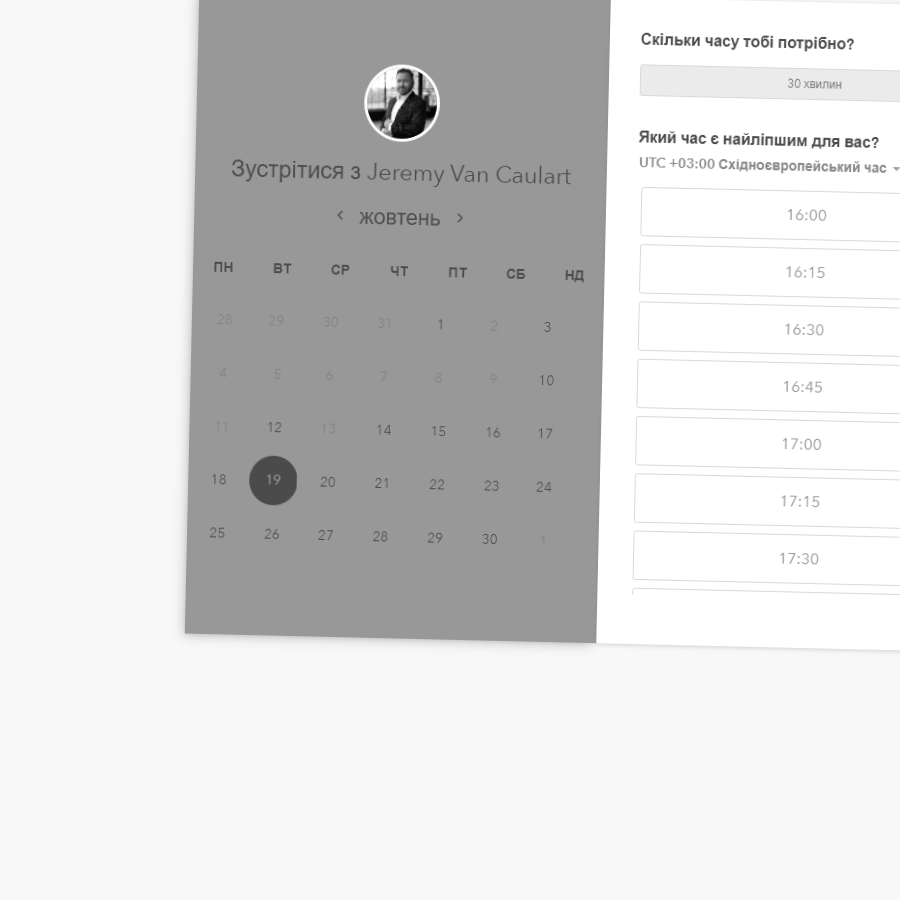 Зустрітися з Jeremy Van Caulart
‹ жовтень ›
ПН ВТ СР ЧТ ПТ СБ НД
28 29 30 31 1 2 3
4 5 6 7 8 9 10
11 12 13 14 15 16 17
18 19 20 21 22 23 24
25 26 27 28 29 30 1
Скільки часу тобі потрібно?
30 хвилин
Який час є найліпшим для вас?
UTC +03:00 Східноєвропейський час
16:00
16:15
16:30
16:45
17:00
17:15
17:30